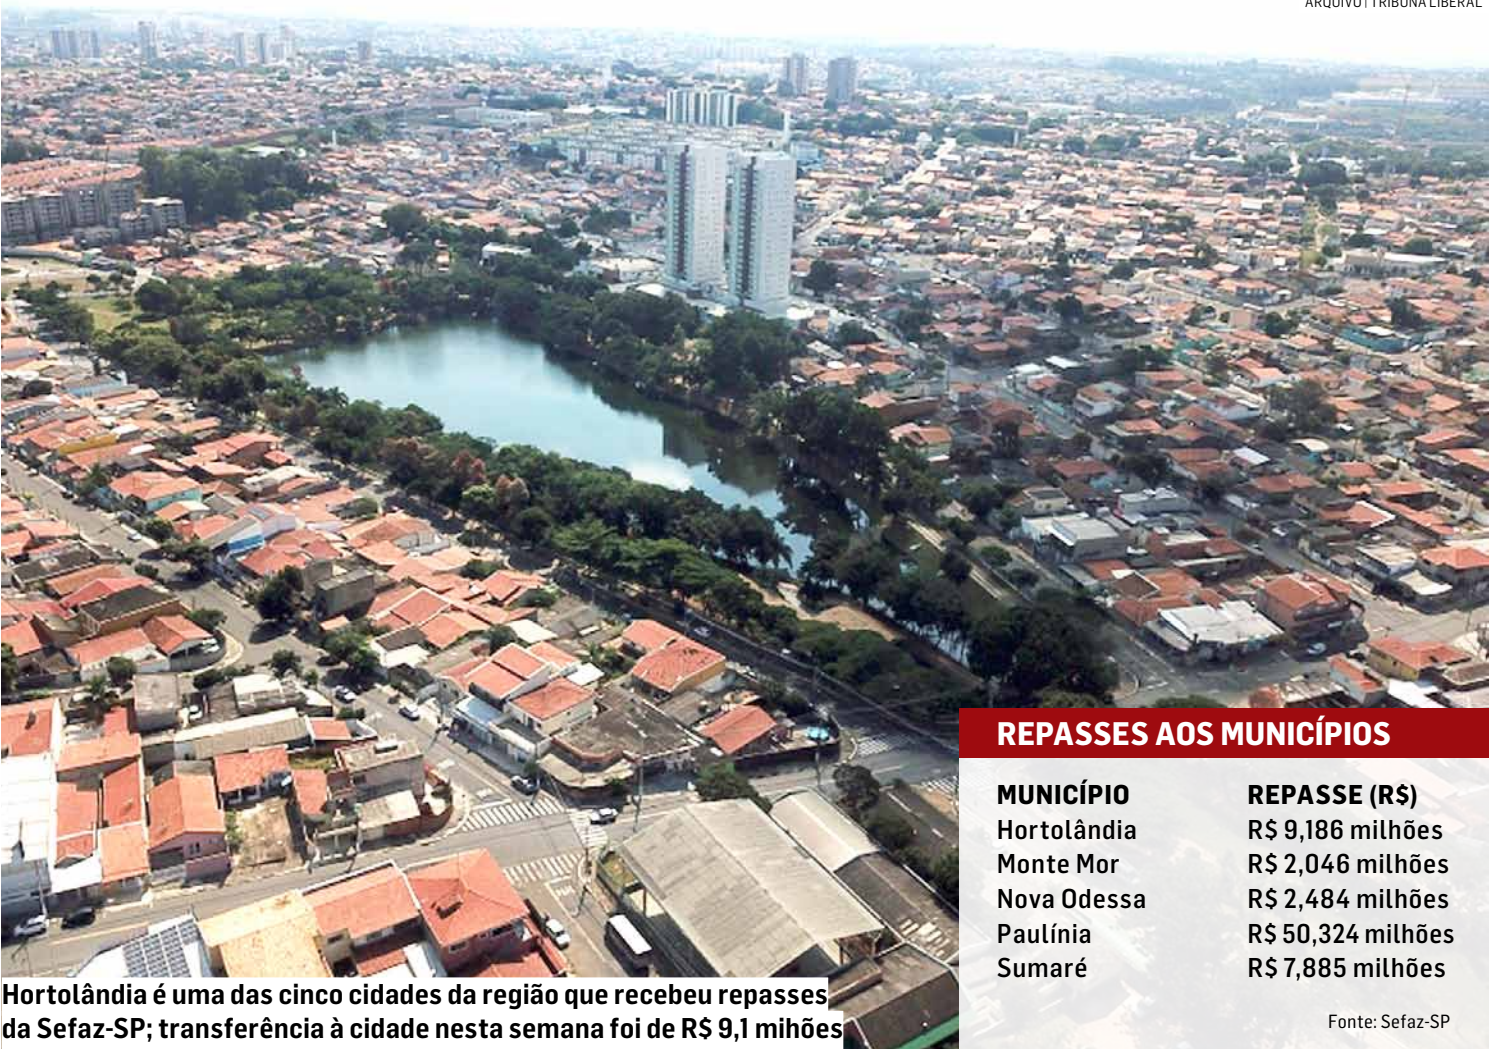 ARQUIVO | TRIBUNA LIBERAL
REPASSES AOS MUNICÍPIOS
MUNICÍPIO REPASSE (R$)
Hortolândia R$ 9,186 milhões
Monte Mor R$ 2,046 milhões
Nova Odessa R$ 2,484 milhões
Paulínia R$ 50,324 milhões
Sumaré R$ 7,885 milhões
Fonte: Sefaz-SP
Hortolândia é uma das cinco cidades da região que recebeu repasses
da Sefaz-SP; transferência à cidade nesta semana foi de R$ 9,1 mihões